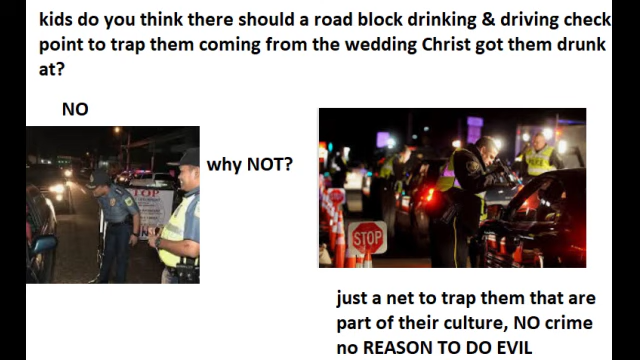 kids do you think there should a road block drinking & driving check
point to trap them coming from the wedding Christ got them drunk
at?
NO
why NOT?
STOP
just a net to trap them that are
part of their culture, NO crime
no REASON TO DO EVIL